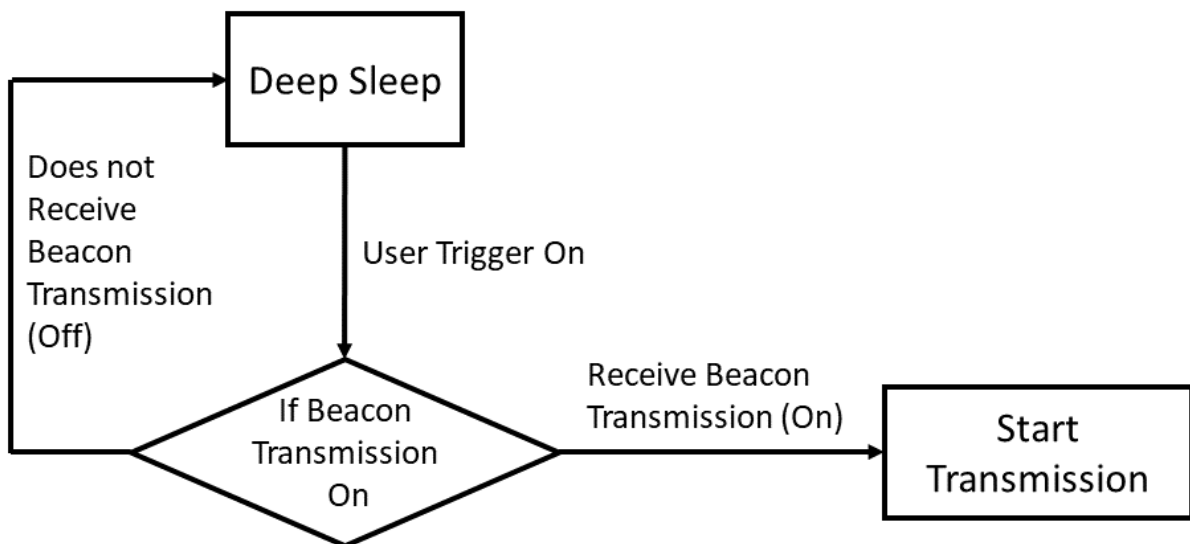 Deep Sleep
Does not
Receive
Beacon
Transmission
(Off)
User Trigger On
If Beacon
Transmission
On
Receive Beacon
Transmission (On)
Start
Transmission